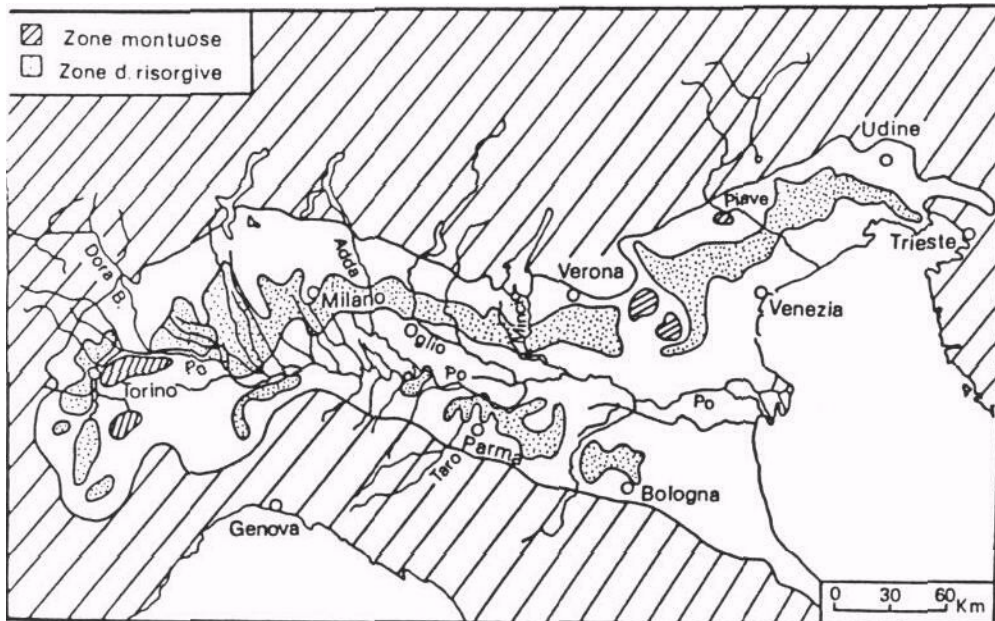 Zone montuose
Zone d. risorgive
Udine
Piave
Trieste
Dora B.
Adda
Verona
Milano
Mincio
Venezia
Oglio
Po
Torino
Po
Po
Parma
Taro
Bologna
Genova
0 30 60
Km